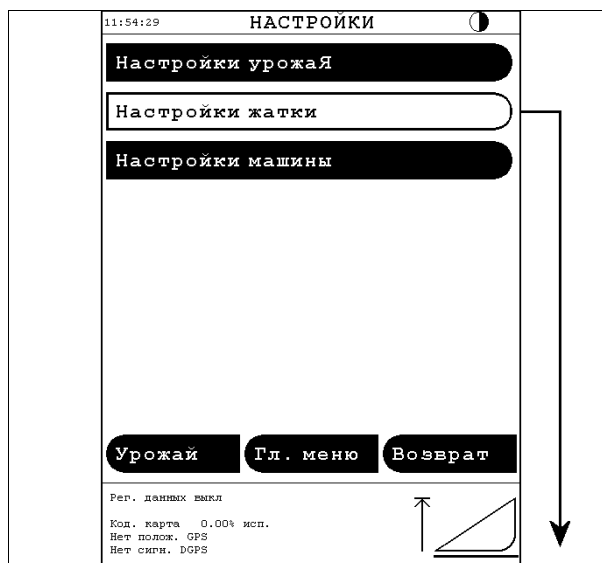 11:54:29 НАСТРОЙКИ
Настройки урожаЯ
Настройки жатки
Настройки машины
Урожай Гл. меню Возврат
Рег. данных выкл
Код. карта 0.00% исп.
Нет полож. GPS
Нет сигн. DGPS